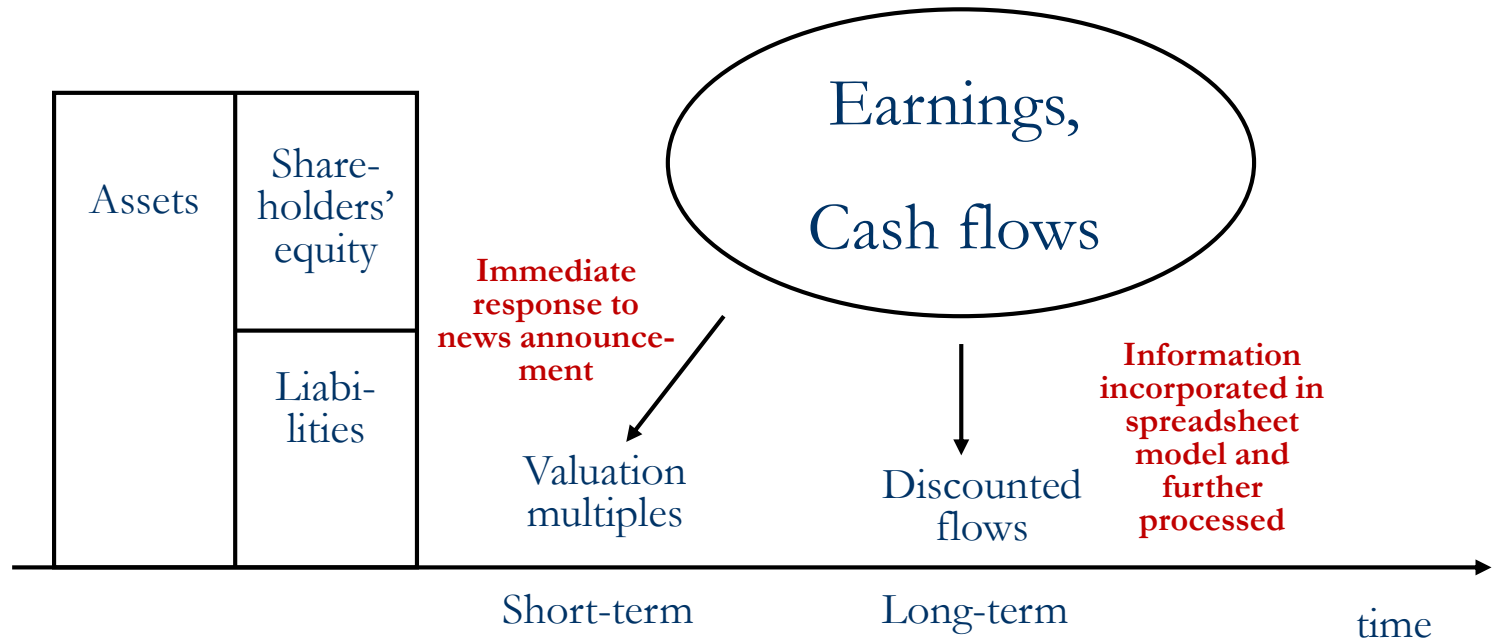 Assets
Share-
holders’
equity
Liabi-
lities
Earnings,
Cash flows
Immediate
response to
news announce-
ment
Valuation
multiples
Discounted
flows
Information
incorporated in
spreadsheet
model and
further
processed
Short-term
Long-term
time